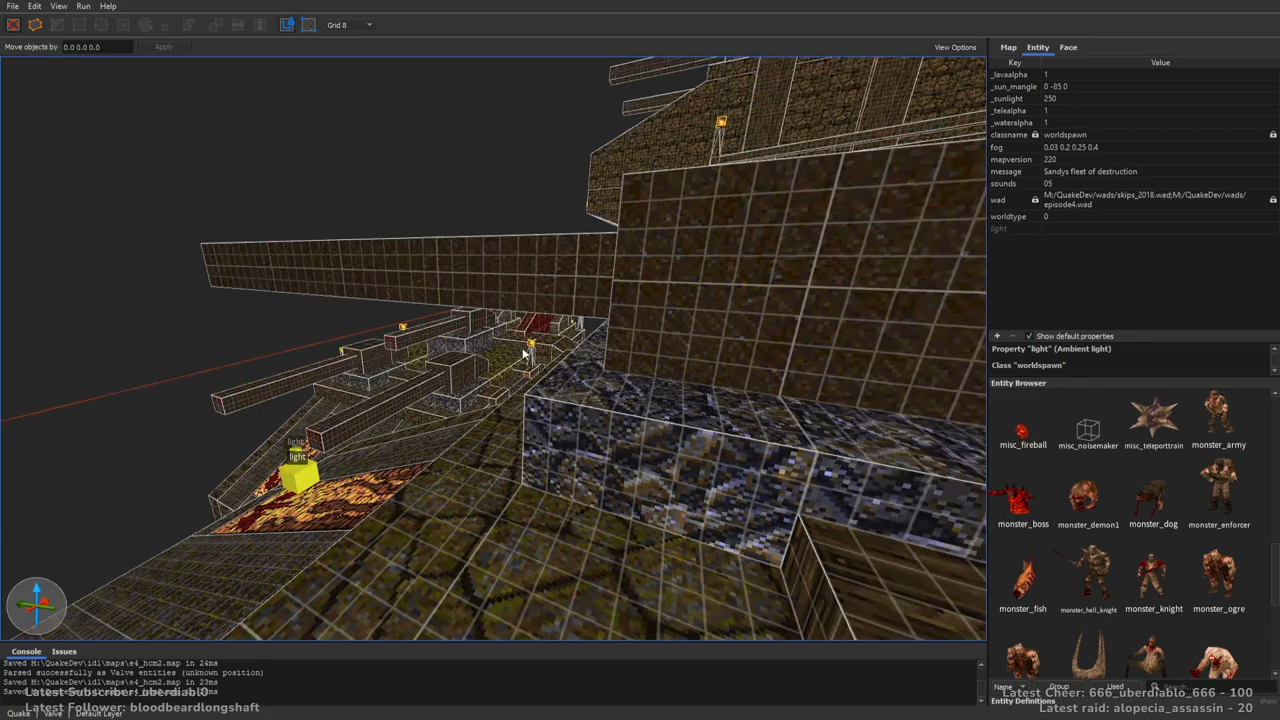 File Edit View Run Help
Grid 8
Move objects by 0.0 0.0 0.0 Apply View Options
Map Entity Face
Key Value
_lavaalpha 1
_sun_mangle 0 -85 0
_sunlight 250
_telealpha 1
_wateralpha 1
classname worldspawn
fog 0.03 0.2 0.25 0.4
mapversion 220
message Sandys fleet of destruction
sounds 05
wad M:/QuakeDev/wads/skips_2018.wad;M:/QuakeDev/wads/
episode4.wad
worldtype 0
light
Show default properties
Property "light" (Ambient light)
Class "worldspawn"
Entity Browser
misc_fireball misc_noisemaker misc_teleporttrain monster_army
monster_boss monster_demon1 monster_dog monster_enforcer
monster_fish monster_hell_knight monster_knight monster_ogre
light
light
Console Issues
Saved M:\QuakeDev\id1\maps\e4_hcm2.map in 24ms
Parsed successfully as Valve entities (unknown position)
Saved M:\QuakeDev\id1\maps\e4_hcm2.map in 23ms
Name Group Used Search...
Latest Cheer: 666_uberdiablo_666 - 100
Latest Follower: bloodbeardlongshaft
Latest raid: alopecia_assassin - 20
Quake Valve Default Layer
Entity Definitions show